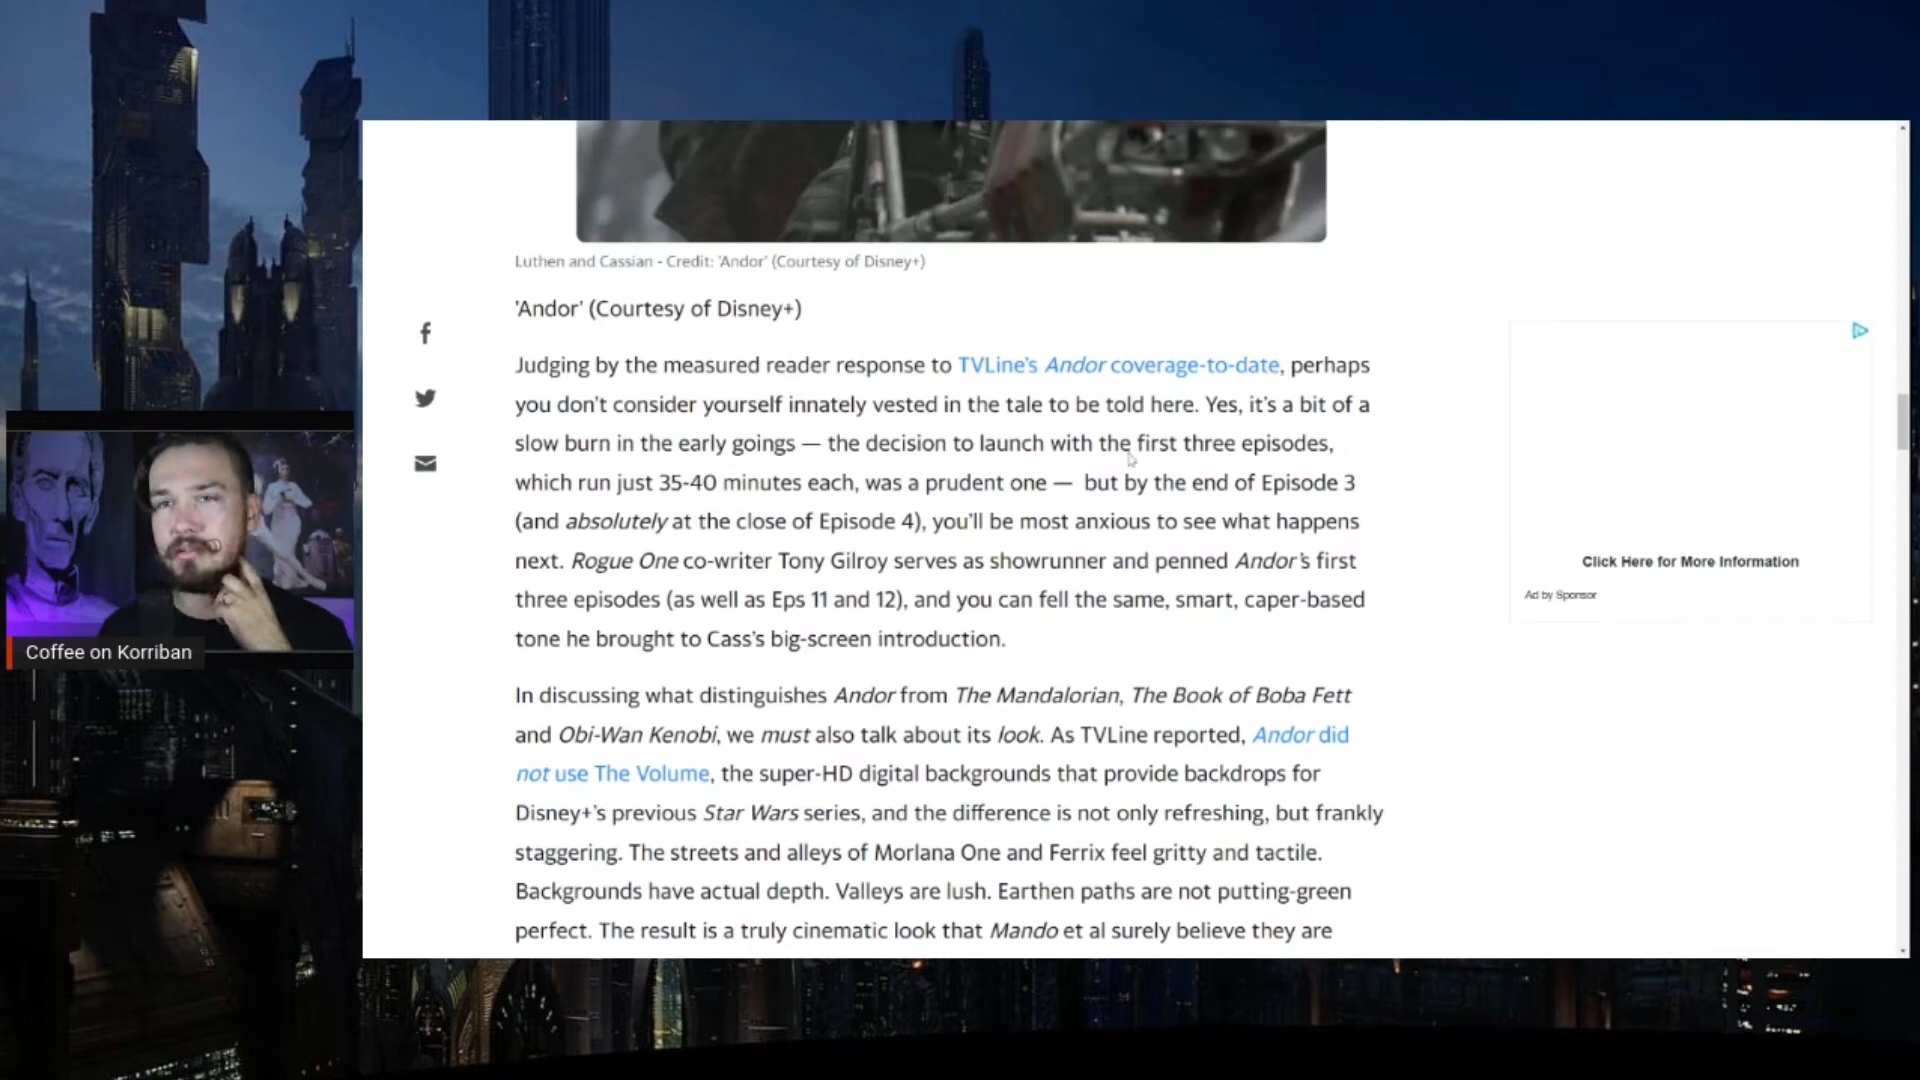 Luthen and Cassian - Credit: 'Andor' (Courtesy of Disney+)
'Andor' (Courtesy of Disney+)
Judging by the measured reader response to TVLine's Andor coverage-to-date, perhaps
you don't consider yourself innately vested in the tale to be told here. Yes, it's a bit of a
slow burn in the early goings — the decision to launch with the first three episodes,
which run just 35-40 minutes each, was a prudent one — but by the end of Episode 3
(and absolutely at the close of Episode 4), you'll be most anxious to see what happens
next. Rogue One co-writer Tony Gilroy serves as showrunner and penned Andor's first
three episodes (as well as Eps 11 and 12), and you can fell the same, smart, caper-based
tone he brought to Cass's big-screen introduction.
In discussing what distinguishes Andor from The Mandalorian, The Book of Boba Fett
and Obi-Wan Kenobi, we must also talk about its look. As TVLine reported, Andor did
not use The Volume, the super-HD digital backgrounds that provide backdrops for
Disney+'s previous Star Wars series, and the difference is not only refreshing, but frankly
staggering. The streets and alleys of Morlana One and Ferrix feel gritty and tactile.
Backgrounds have actual depth. Valleys are lush. Earthen paths are not putting-green
perfect. The result is a truly cinematic look that Mando et al surely believe they are
Click Here for More Information
Ad by Sponsor
Coffee on Korriban